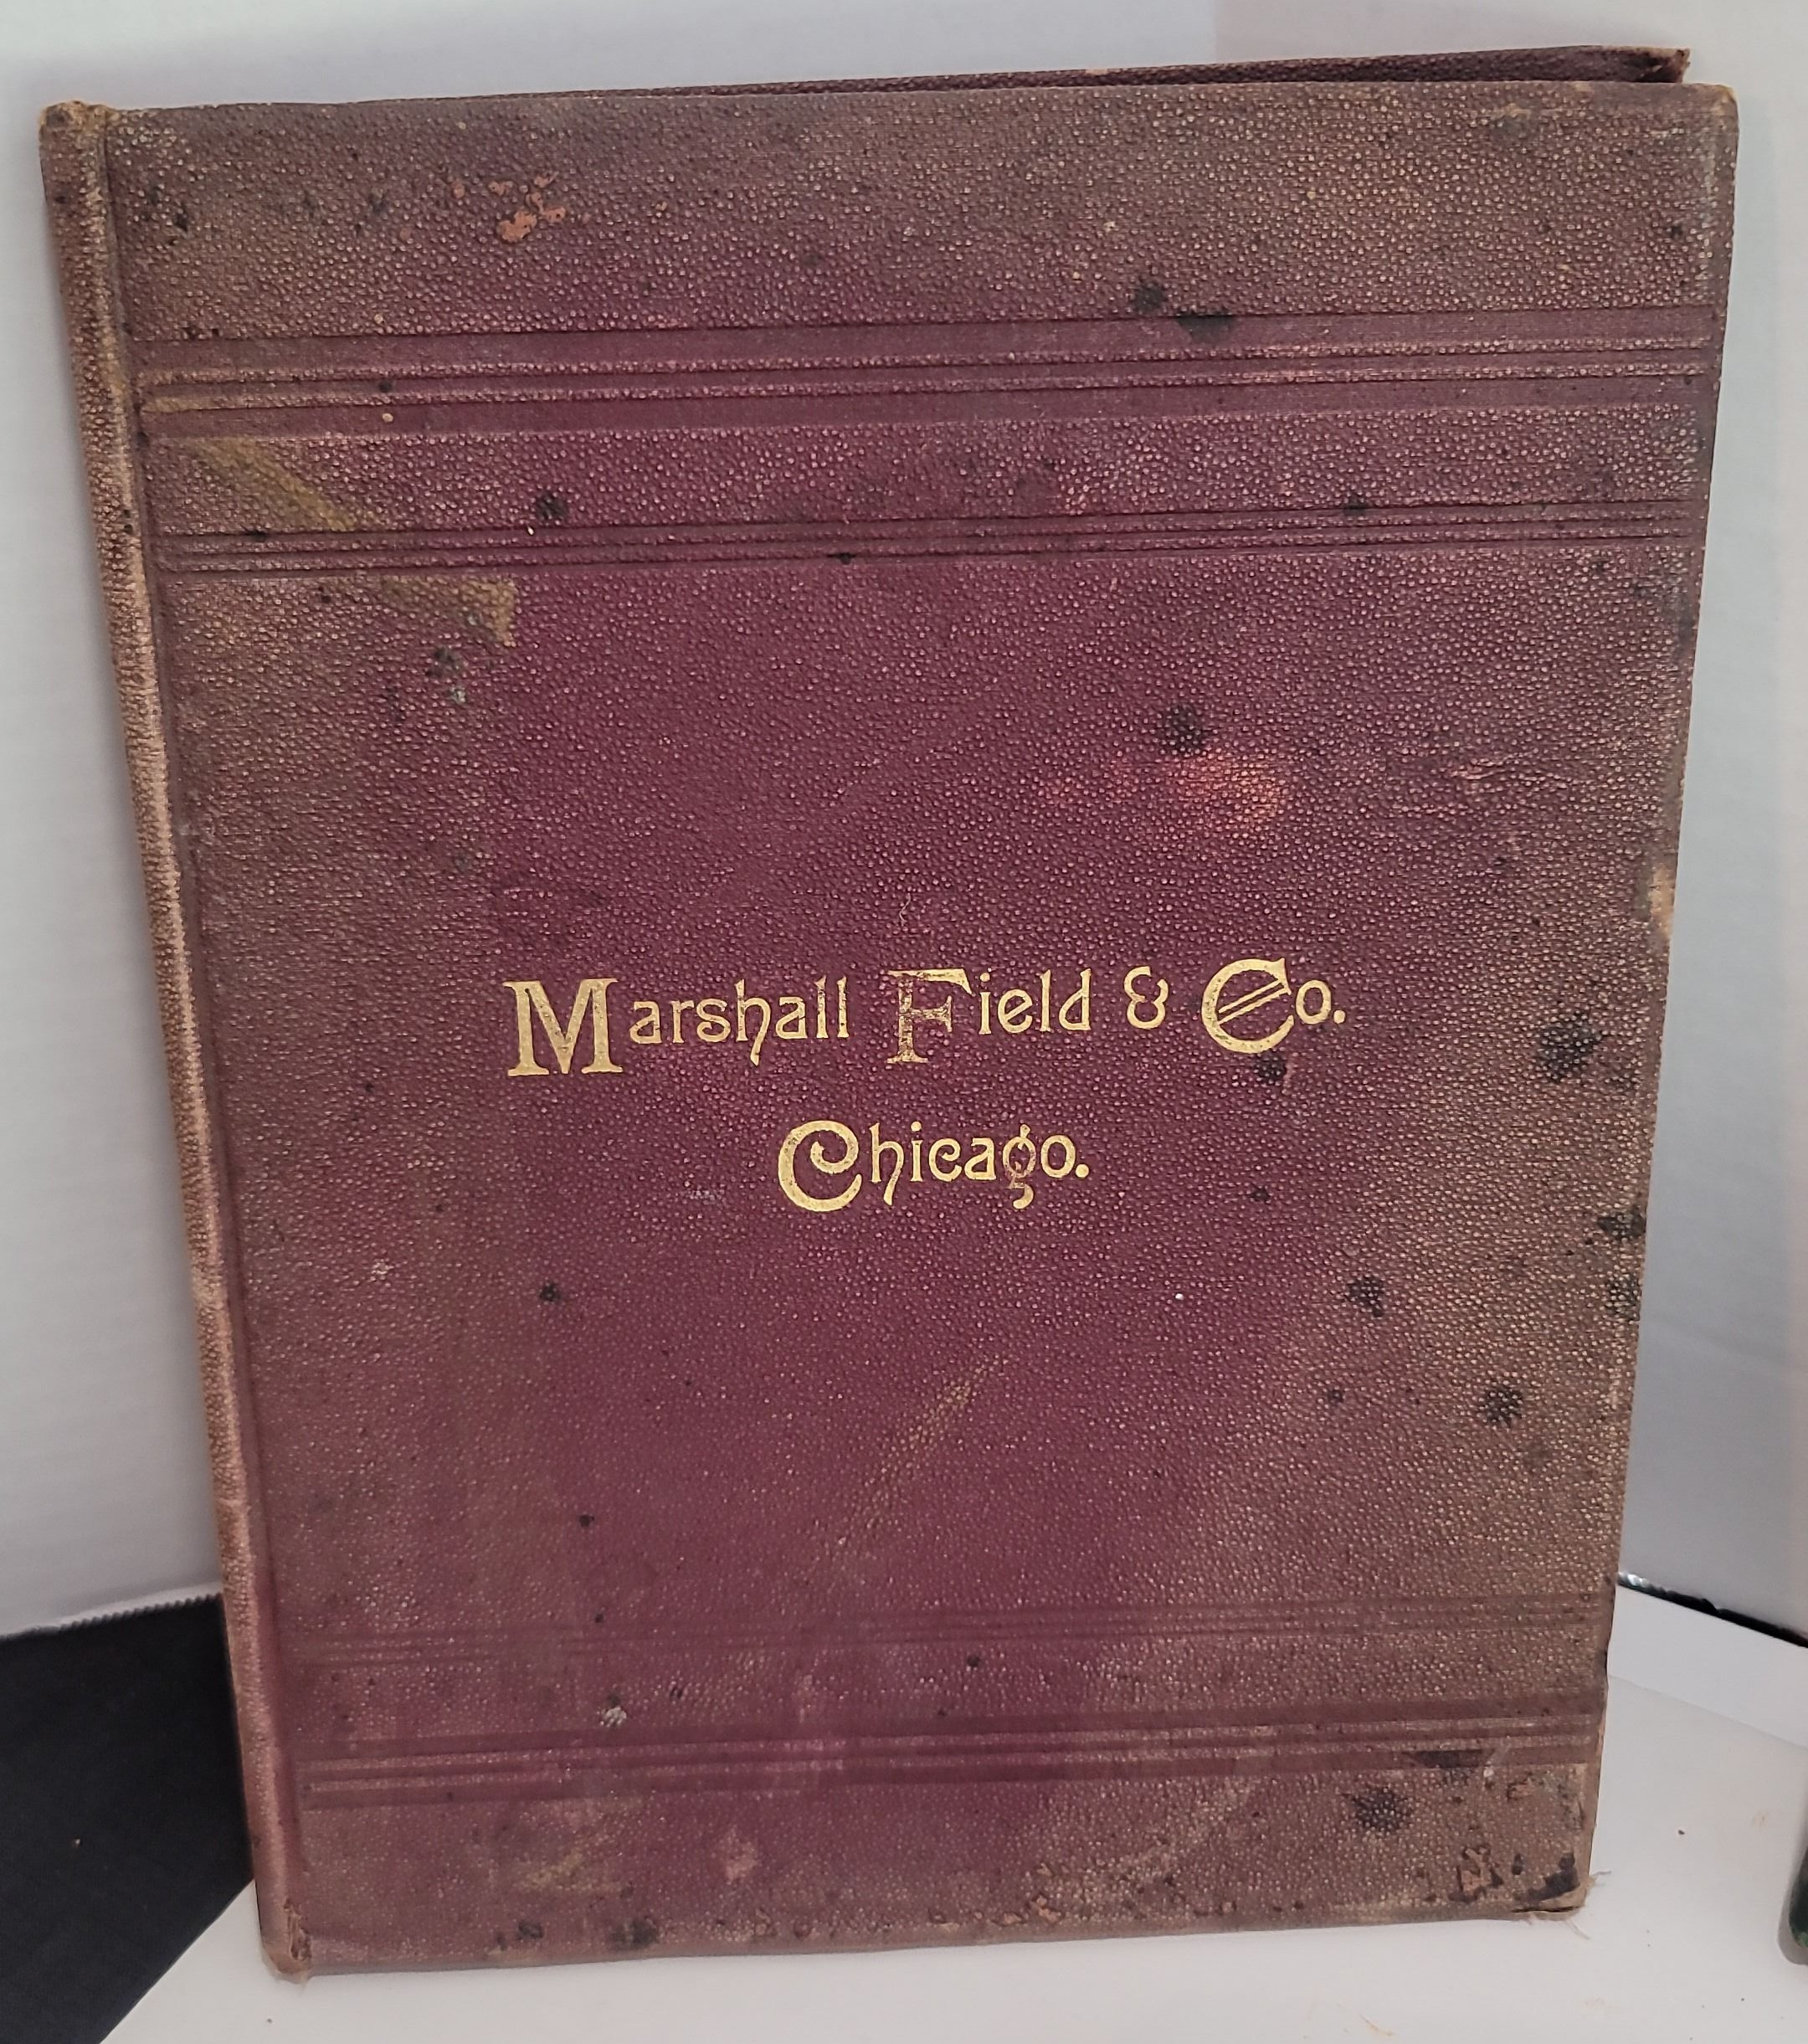 Marshall Field & Co.
Chicago.